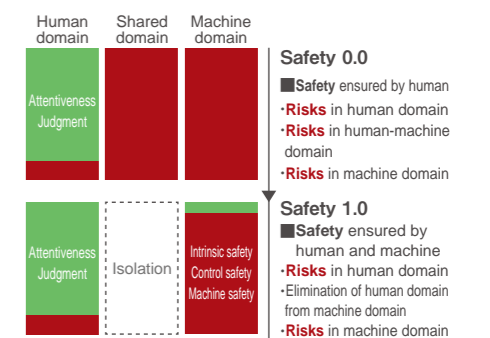 Human domain
Shared domain
Machine domain
Attentiveness
Judgment
Safety 0.0
■Safety ensured by human
・Risks in human domain
・Risks in human-machine
domain
・Risks in machine domain
Attentiveness
Judgment
Isolation
Intrinsic safety
Control safety
Machine safety
Safety 1.0
■Safety ensured by
human and machine
・Risks in human domain
・Elimination of human domain
from machine domain
・Risks in machine domain